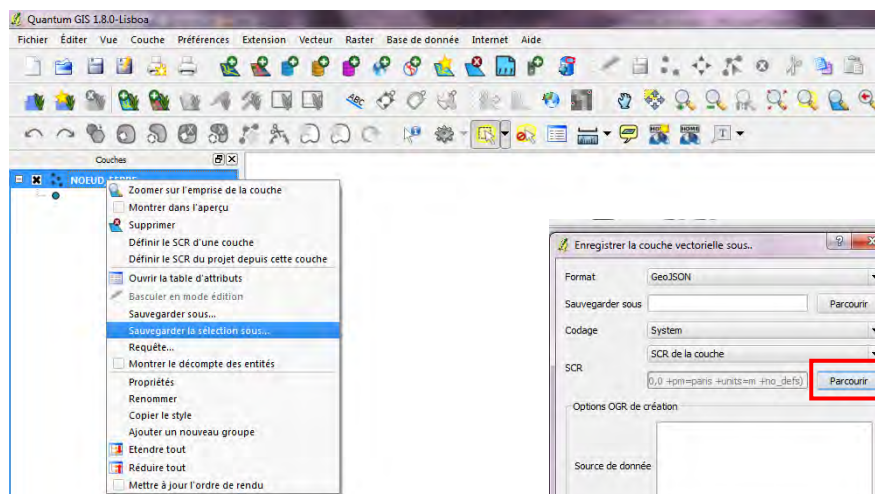 Quantum GIS 1.8.0-Lisboa
Fichier Éditer Vue Couche Préférences Extension Vecteur Raster Base de donnée Internet Aide
Couches
NOEUD_FERRE
Zoomer sur l'emprise de la couche
Montrer dans l'aperçu
Supprimer
Définir le SCR d'une couche
Définir le SCR du projet depuis cette couche
Ouvrir la table d'attributs
Basculer en mode édition
Sauvegarder sous...
Sauvegarder la sélection sous...
Requête...
Montrer le décompte des entités
Propriétés
Renommer
Copier le style
Ajouter un nouveau groupe
Etendre tout
Réduire tout
Mettre à jour l'ordre de rendu
Enregistrer la couche vectorielle sous..
Format GeoJSON
Sauvegarder sous Parcourir
Codage System
SCR de la couche
SCR
0,0 +pm=paris +units=m +no_defs) Parcourir
Options OGR de création
Source de donnée